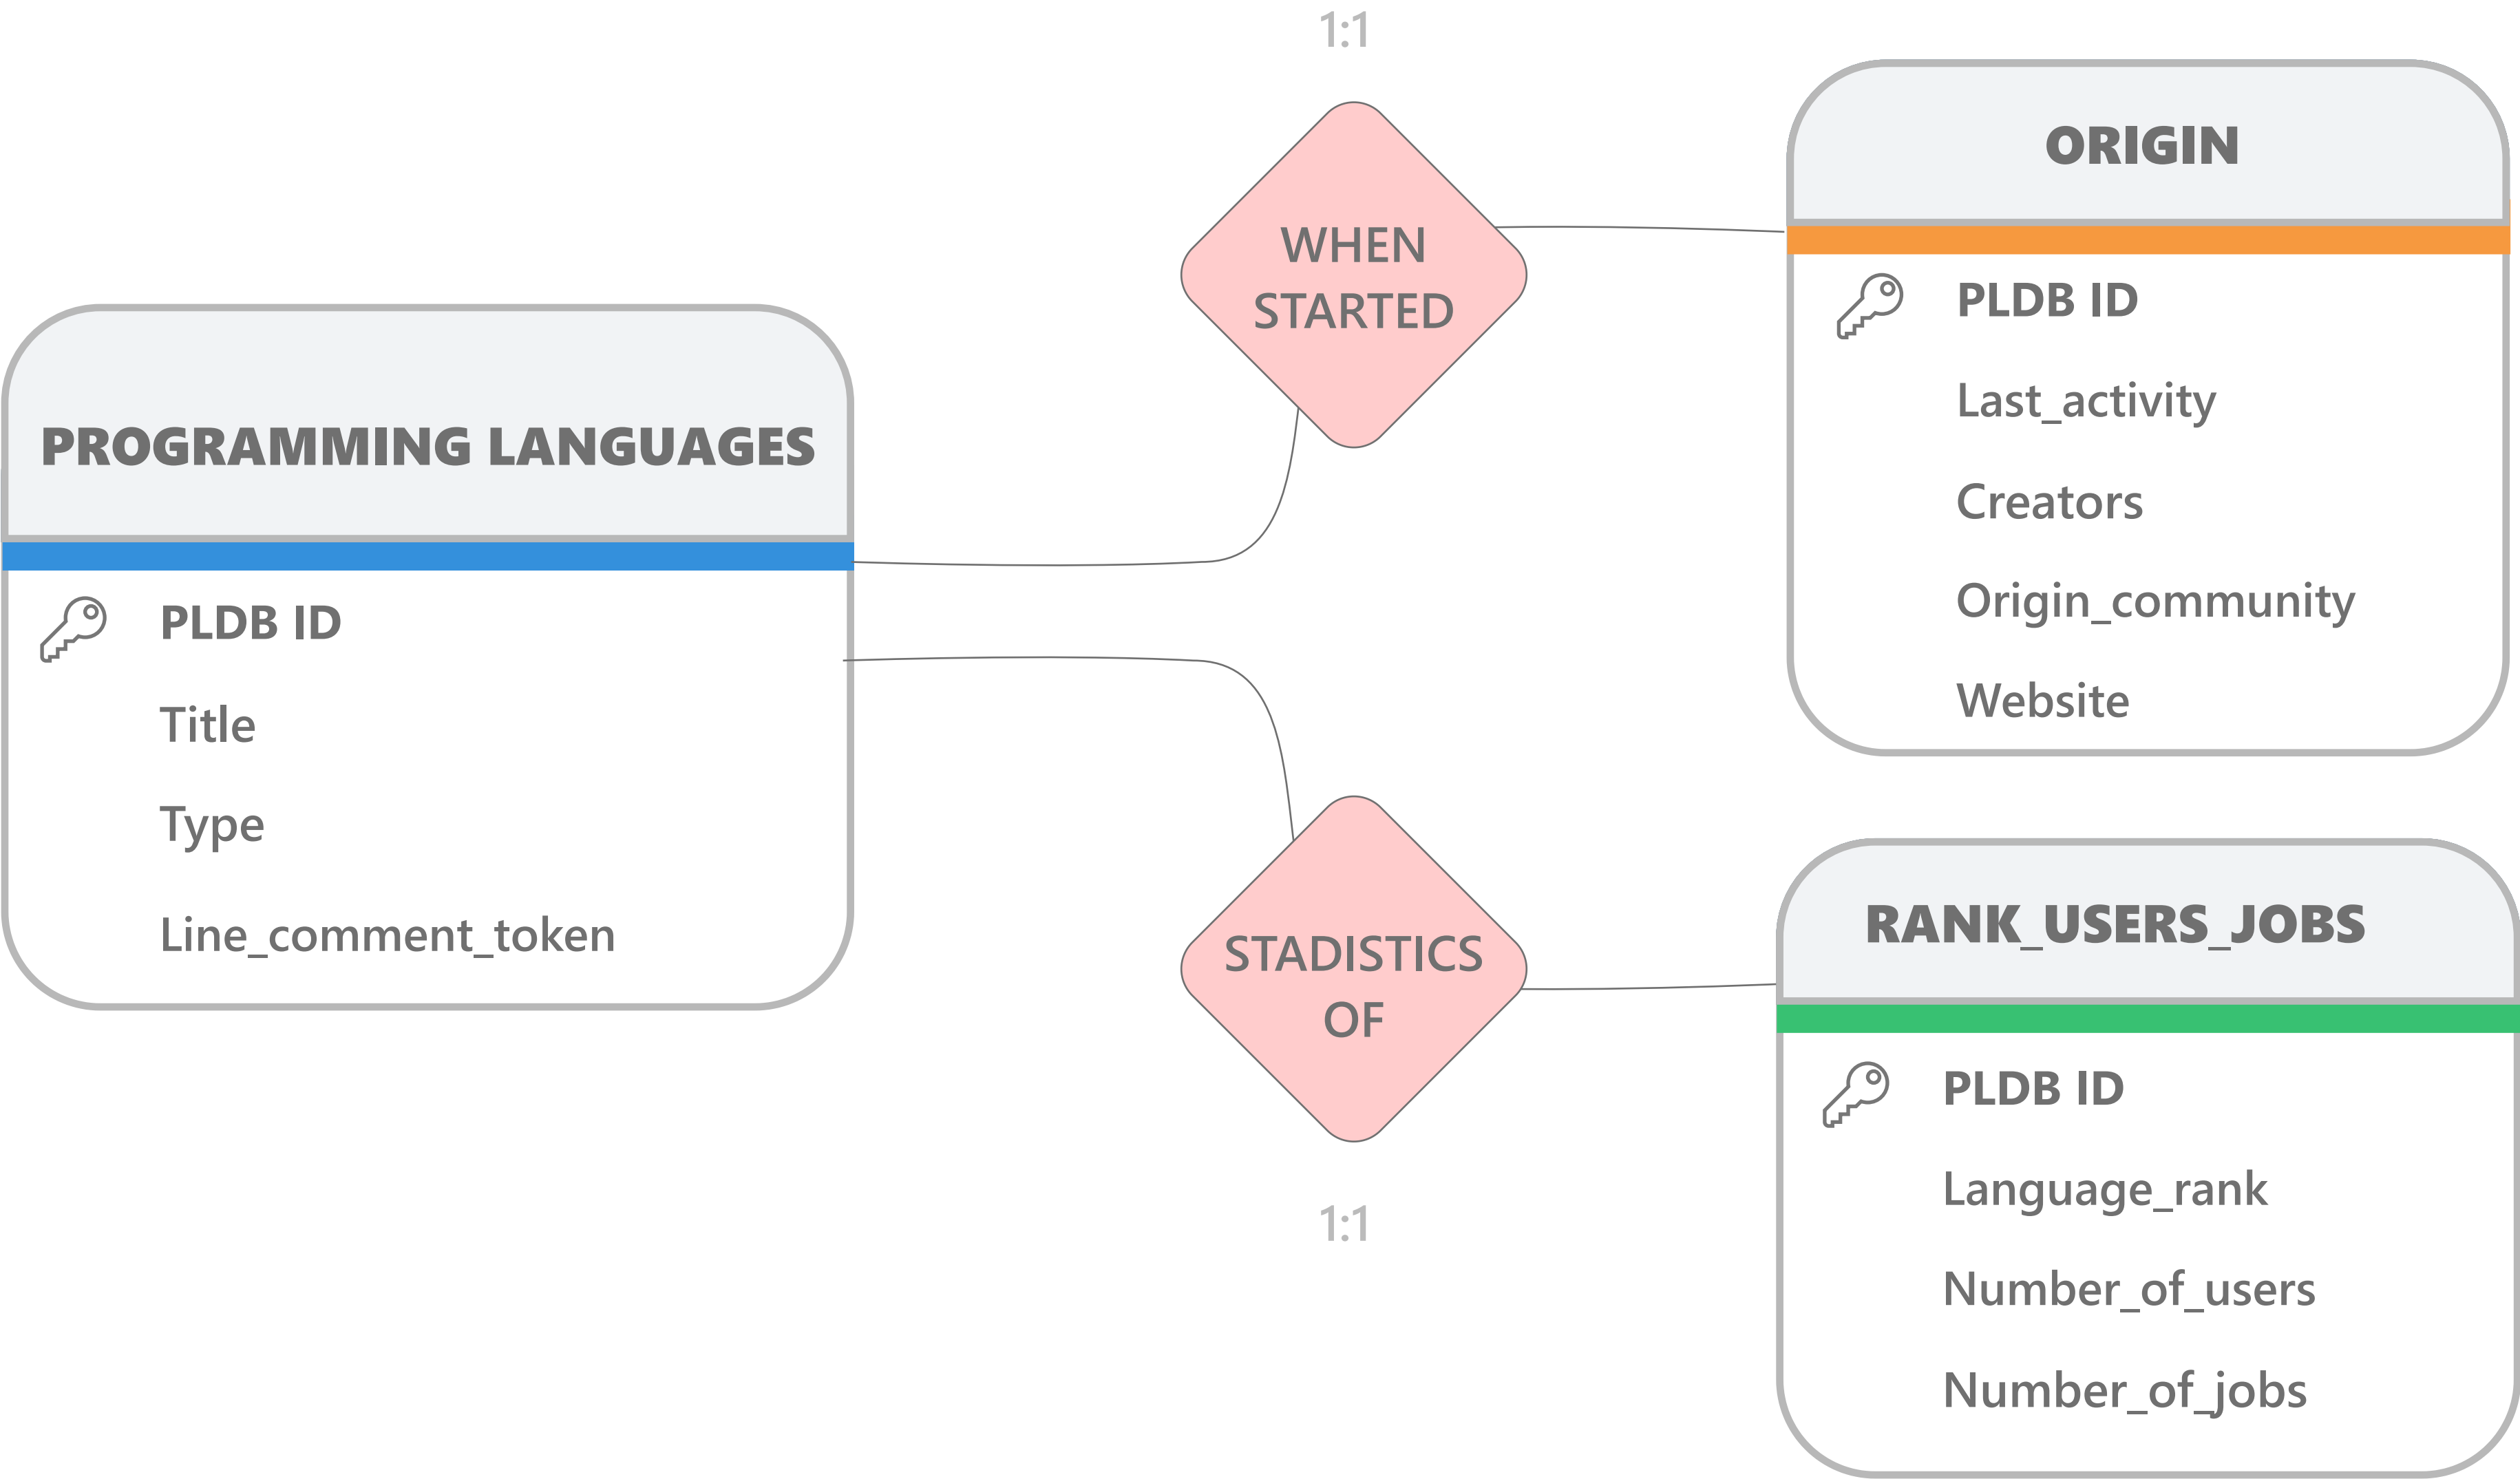 1:1
WHEN
STARTED
ORIGIN
PLDB ID
Last_activity
Creators
Origin_community
Website
PROGRAMMING LANGUAGES
PLDB ID
Title
Type
Line_comment_token
STADISTICS
OF
1:1
RANK_USERS_JOBS
PLDB ID
Language_rank
Number_of_users
Number_of_jobs